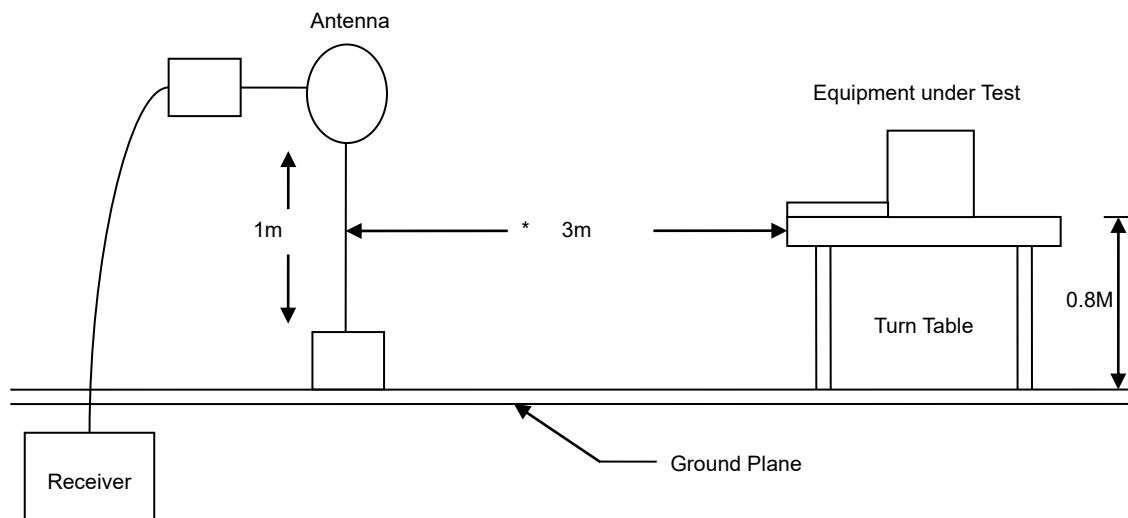 Antenna
Equipment under Test
1m
* 3m
0.8M
Turn Table
Ground Plane
Receiver